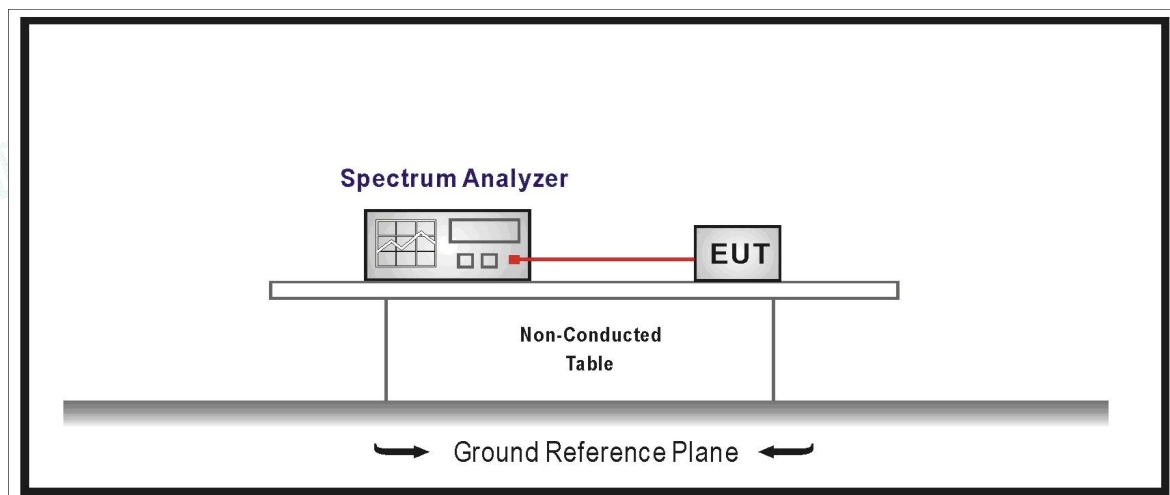 Spectrum Analyzer
EUT
Non-Conducted
Table
Ground Reference Plane